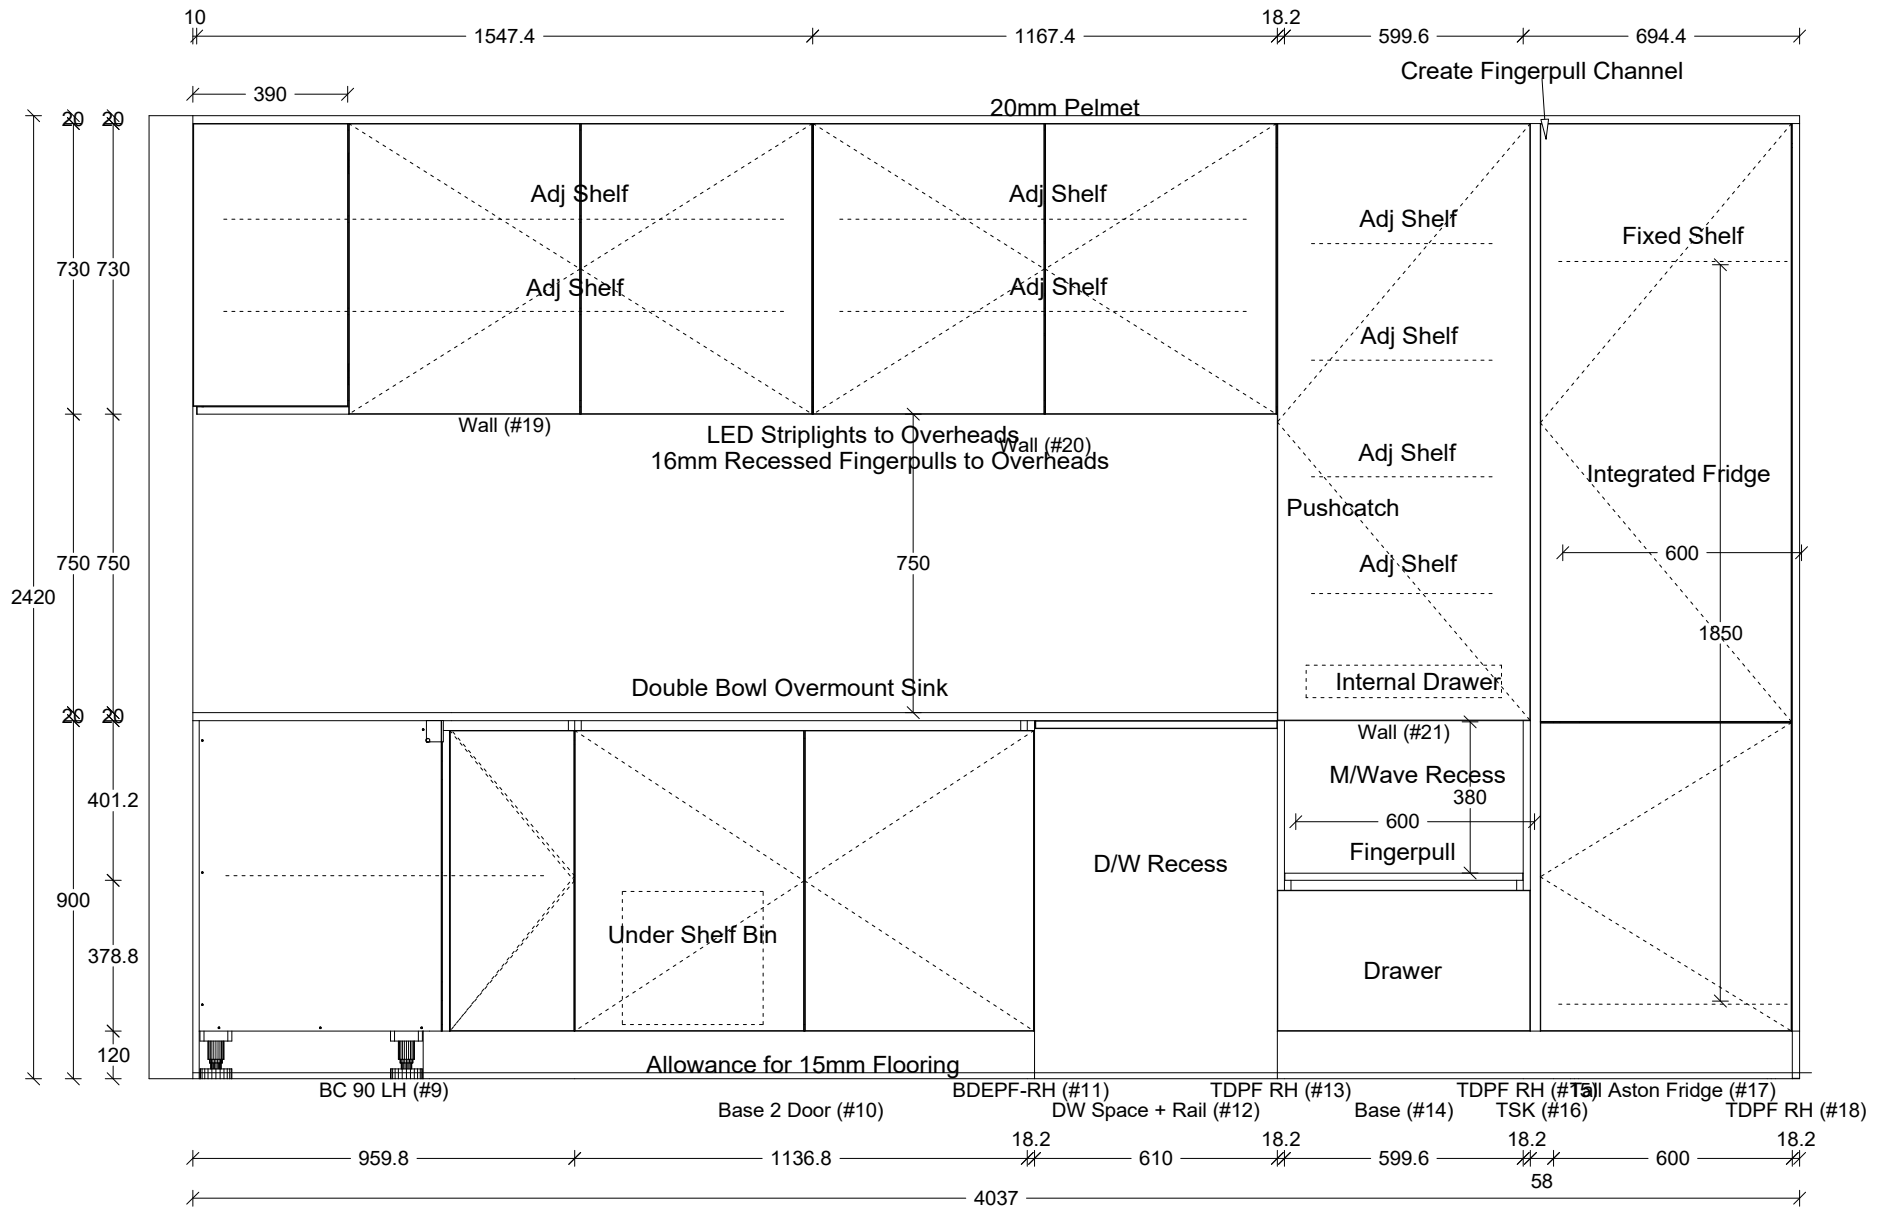 10
18.2
1547.4
1167.4
599.6
694.4
Create Fingerpull Channel
390
20mm Pelmet
20
20
Adj Shelf
Adj Shelf
Adj Shelf
Fixed Shelf
730
730
Adj Shelf
Adj Shelf
Adj Shelf
Wall (#19)
LED Striplights to Overheads
Wall (#20)
16mm Recessed Fingerpulls to Overheads
Adj Shelf
Integrated Fridge
Pushcatch
750
750
750
Adj Shelf
600
2420
1850
Double Bowl Overmount Sink
Internal Drawer
20
20
Wall (#21)
M/Wave Recess
401.2
380
600
Fingerpull
D/W Recess
900
Under Shelf Bin
378.8
Drawer
120
Allowance for 15mm Flooring
BC 90 LH (#9)
BDEPF-RH (#11)
TDPF RH (#13)
TDPF RH (#15)
Tall Aston Fridge (#17)
Base 2 Door (#10)
DW Space + Rail (#12)
Base (#14)
TSK (#16)
TDPF RH (#18)
18.2
18.2
18.2
18.2
959.8
1136.8
610
599.6
600
58
4037